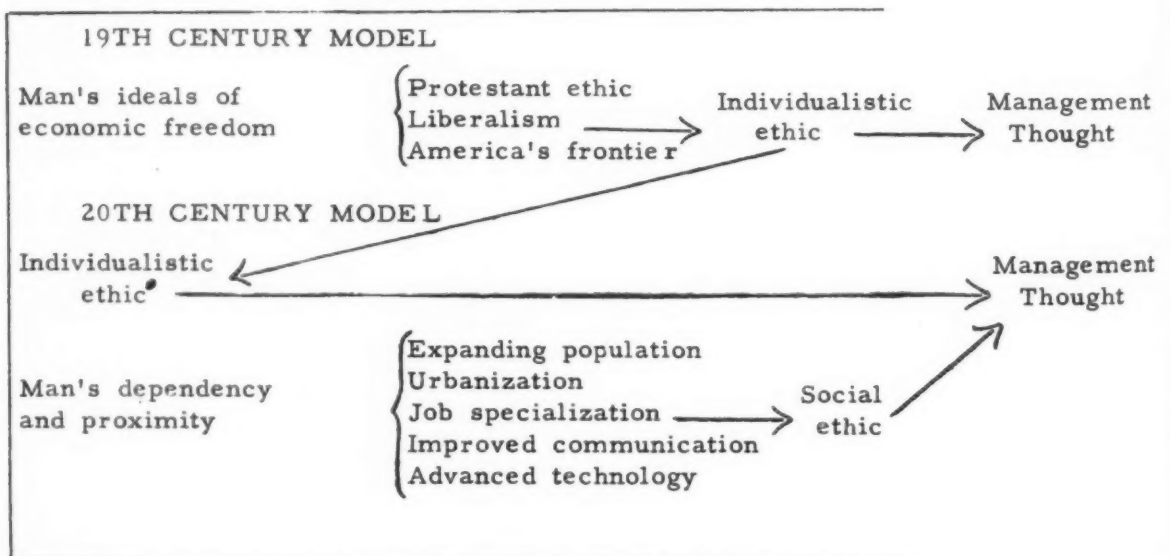 19TH CENTURY MODEL
Man's ideals of
economic freedom
Protestant ethic
Liberalism
America's frontier
Individualistic
ethic
Management
Thought
20TH CENTURY MODEL
Individualistic
ethic
Management
Thought
Man's dependency
and proximity
Expanding population
Urbanization
Job specialization
Improved communication
Advanced technology
Social
ethic